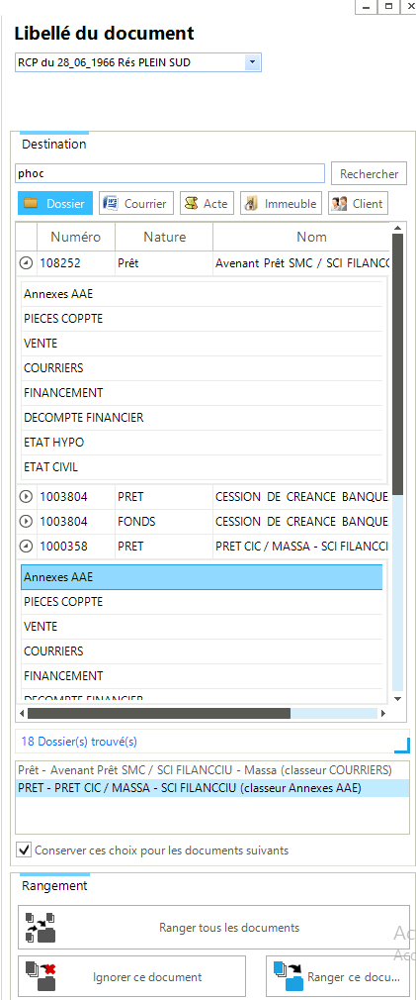 Libellé du document
RCP du 28_06_1966 Rés PLEIN SUD
Destination
phoc
Rechercher
Dossier Courrier Acte Immeuble Client
Numéro Nature Nom
108252 Prêt Avenant Prêt SMC / SCI FILANCC
Annexes AAE
PIECES COPPTE
VENTE
COURRIERS
FINANCEMENT
DECOMPTE FINANCIER
ETAT HYPO
ETAT CIVIL
1003804 PRET CESSION DE CREANCE BANQUE
1003804 FONDS CESSION DE CREANCE BANQUE
1000358 PRET PRET CIC / MASSA - SCI FILANCCI
Annexes AAE
PIECES COPPTE
VENTE
COURRIERS
FINANCEMENT
DECOMPTE FINANCIER
18 Dossier(s) trouvé(s)
Prêt - Avenant Prêt SMC / SCI FILANCCIU - Massa (classeur COURRIERS)
PRET - PRET CIC / MASSA - SCI FILANCCIU (classeur Annexes AAE)
Conserver ces choix pour les documents suivants
Rangement
Ranger tous les documents
Ac
Acc
Ignorer ce document
Ranger ce docu...